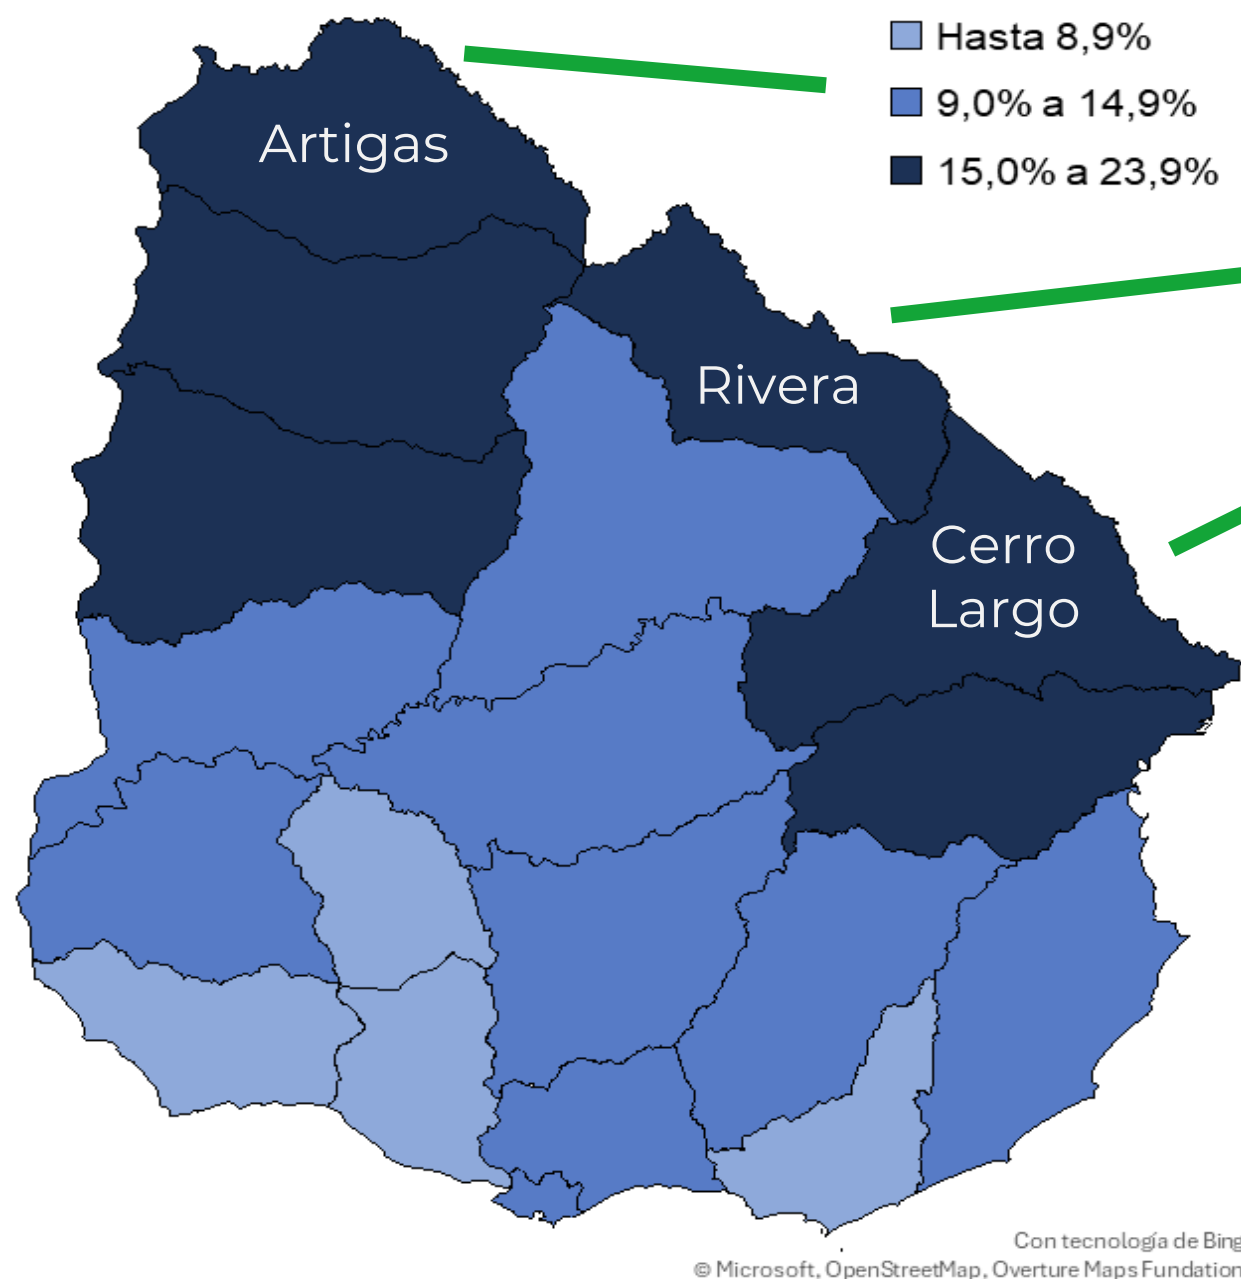 Hasta 8,9%
9,0% a 14,9%
15,0% a 23,9%
Artigas
Rivera
Cerro
Largo
Con tecnología de Bing
© Microsoft, OpenStreetMap, Overture Maps Fundation